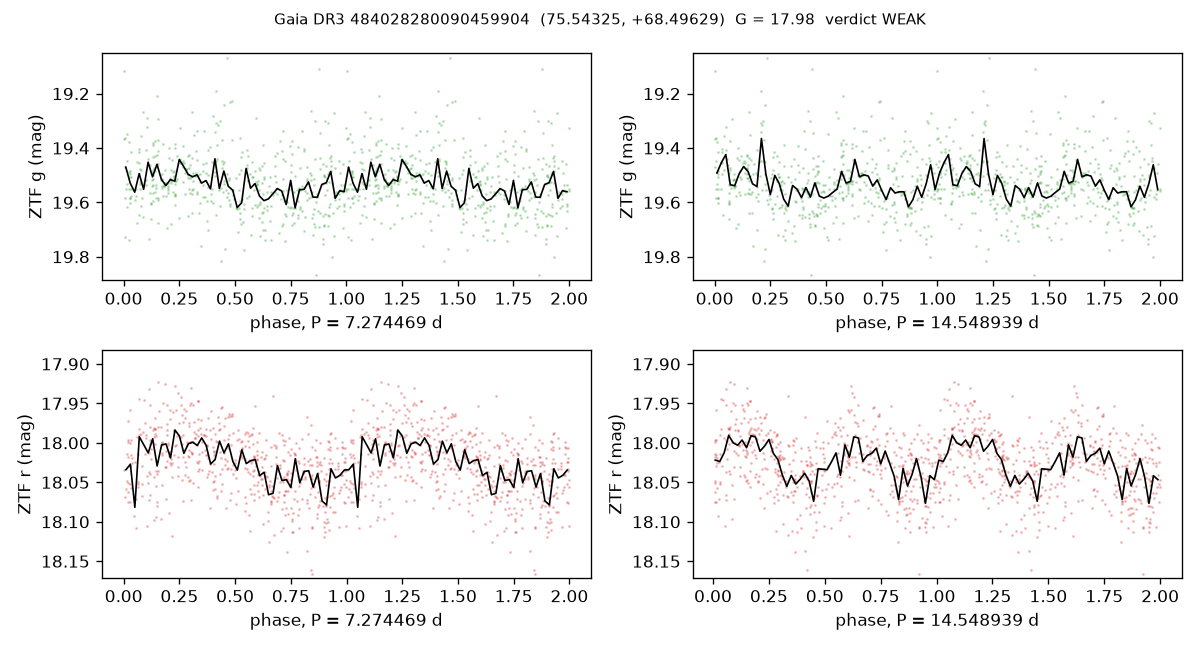 Gaia DR3 484028280090459904 (75.54325, +68.49629) G = 17.98 verdict WEAK
ZTF g (mag)
19.2
19.4
19.6
19.8
0.00 0.25 0.50 0.75 1.00 1.25 1.50 1.75 2.00
phase, P = 7.274469 d
ZTF g (mag)
19.2
19.4
19.6
19.8
0.00 0.25 0.50 0.75 1.00 1.25 1.50 1.75 2.00
phase, P = 14.548939 d
ZTF r (mag)
17.90
17.95
18.00
18.05
18.10
18.15
0.00 0.25 0.50 0.75 1.00 1.25 1.50 1.75 2.00
phase, P = 7.274469 d
ZTF r (mag)
17.90
17.95
18.00
18.05
18.10
18.15
0.00 0.25 0.50 0.75 1.00 1.25 1.50 1.75 2.00
phase, P = 14.548939 d